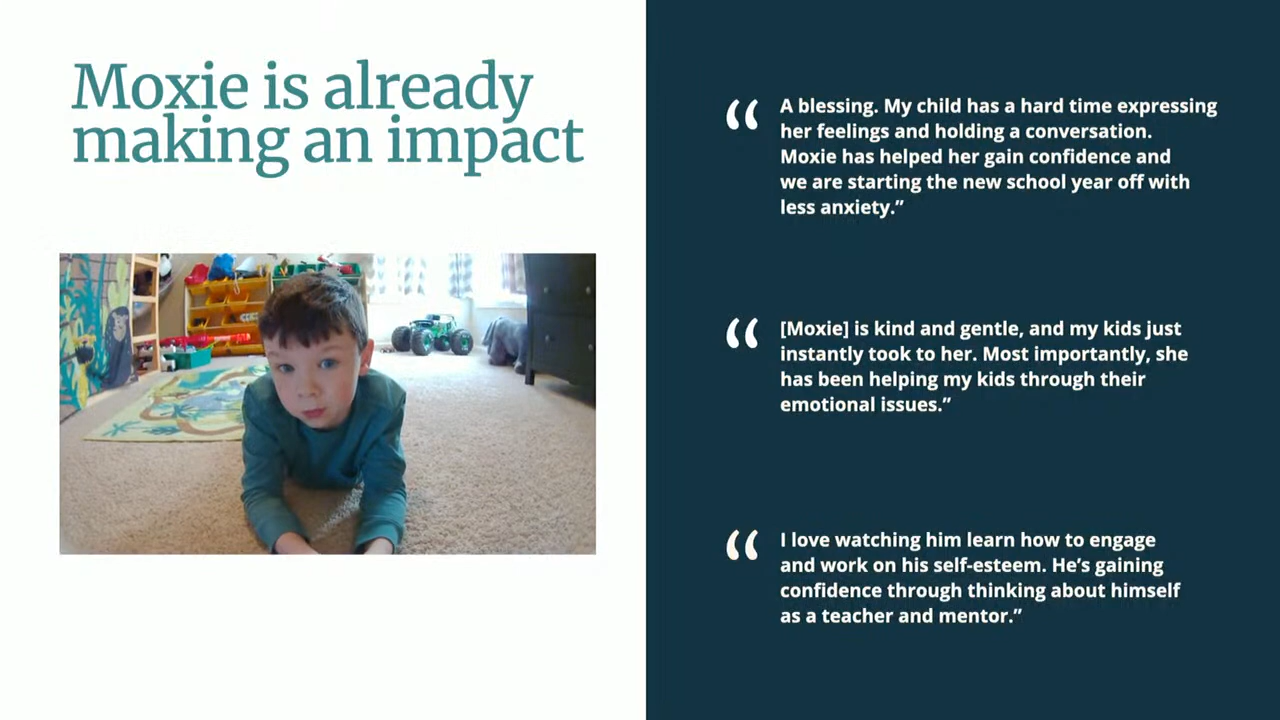 Moxie is already
making an impact
“ A blessing. My child has a hard time expressing
her feelings and holding a conversation.
Moxie has helped her gain confidence and
we are starting the new school year off with
less anxiety.”
“ [Moxie] is kind and gentle, and my kids just
instantly took to her. Most importantly, she
has been helping my kids through their
emotional issues.”
“ I love watching him learn how to engage
and work on his self-esteem. He’s gaining
confidence through thinking about himself
as a teacher and mentor.”